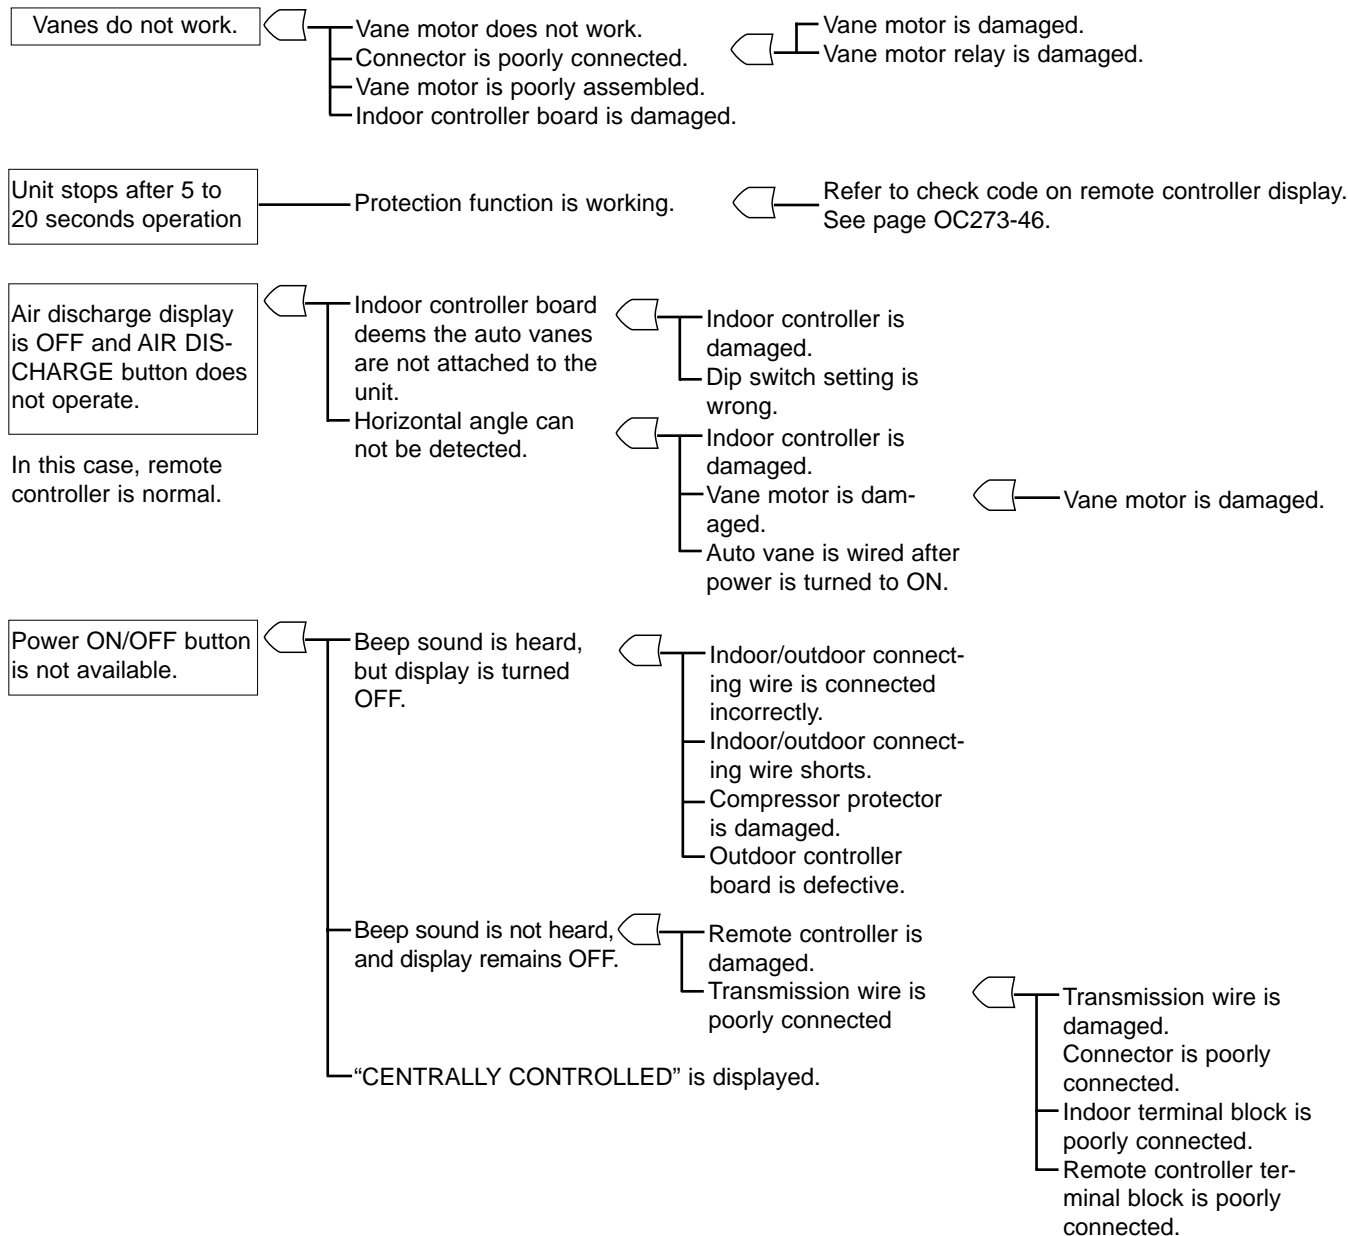 Vanes do not work.
Vane motor does not work.
Connector is poorly connected.
Vane motor is poorly assembled.
Indoor controller board is damaged.
Vane motor is damaged.
Vane motor relay is damaged.
Unit stops after 5 to
20 seconds operation
Protection function is working.
Refer to check code on remote controller display.
See page OC273-46.
Air discharge display
is OFF and AIR DIS-
CHARGE button does
not operate.
In this case, remote
controller is normal.
Indoor controller board
deems the auto vanes
are not attached to the
unit.
Horizontal angle can
not be detected.
Indoor controller is
damaged.
Dip switch setting is
wrong.
Indoor controller is
damaged.
Vane motor is dam-
aged.
Auto vane is wired after
power is turned to ON.
Vane motor is damaged.
Power ON/OFF button
is not available.
Beep sound is heard,
but display is turned
OFF.
Indoor/outdoor connect-
ing wire is connected
incorrectly.
Indoor/outdoor connect-
ing wire shorts.
Compressor protector
is damaged.
Outdoor controller
board is defective.
Beep sound is not heard,
and display remains OFF.
Remote controller is
damaged.
Transmission wire is
poorly connected
Transmission wire is
damaged.
Connector is poorly
connected.
Indoor terminal block is
poorly connected.
Remote controller ter-
minal block is poorly
connected.
“CENTRALLY CONTROLLED” is displayed.